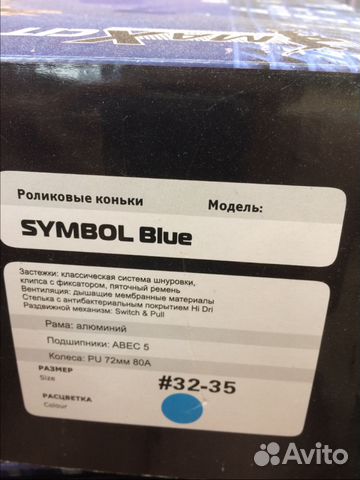 Роликовые коньки
Модель:
SYMBOL Blue
Застежки: классическая система шнуровки,
клипса с фиксатором, пяточный ремень
Вентиляция: дышащие мембранные материалы
Стелька с антибактериальным покрытием Hi Dri
Раздвижной механизм: Switch & Pull
Рама: алюминий
Подшипники: ABEC 5
Колеса: PU 72мм 80A
РАЗМЕР
Size
#32-35
РАСЦВЕТКА
Colour
Avito